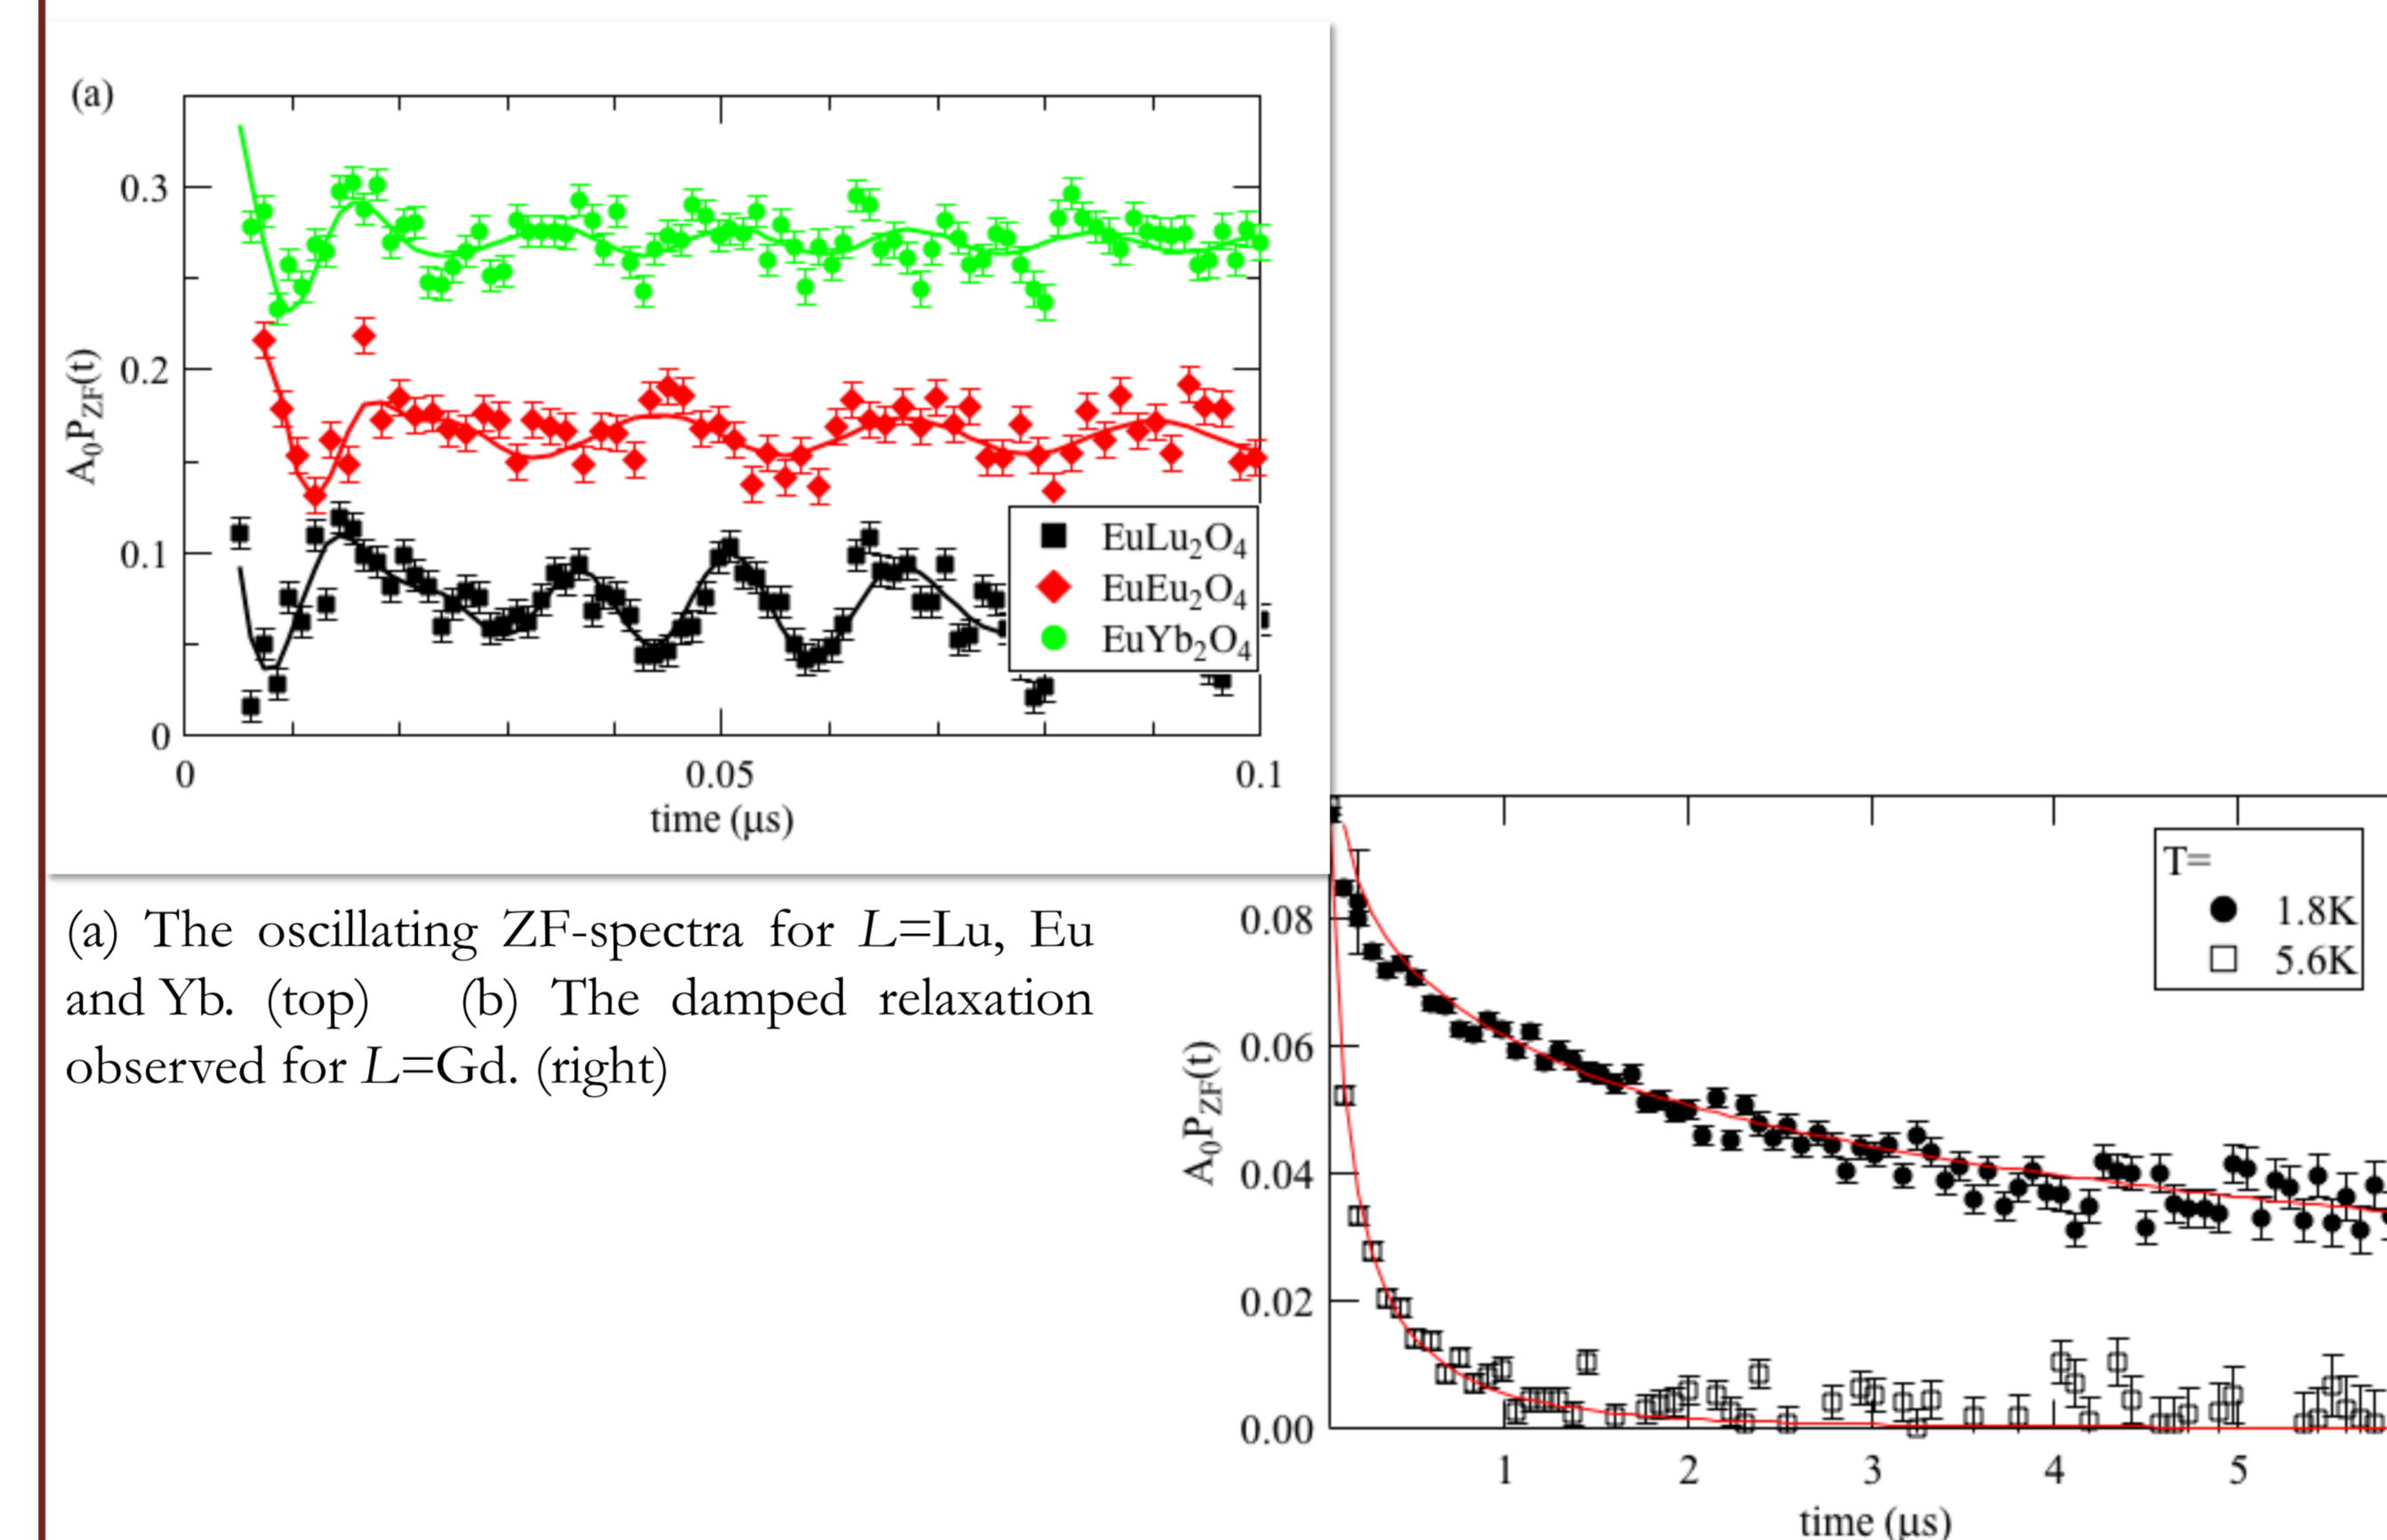 (a)
0.3
0.2
0.1
0
A₀P_ZF(t)
0
0.05
0.1
time (μs)
EuLu₂O₄
EuEu₂O₄
EuYb₂O₄
(a) The oscillating ZF-spectra for L=Lu, Eu
and Yb. (top) (b) The damped relaxation
observed for L=Gd. (right)
T=
1.8K
5.6K
0.08
0.06
0.04
0.02
0.00
A₀P_ZF(t)
1
2
3
4
5
time (μs)